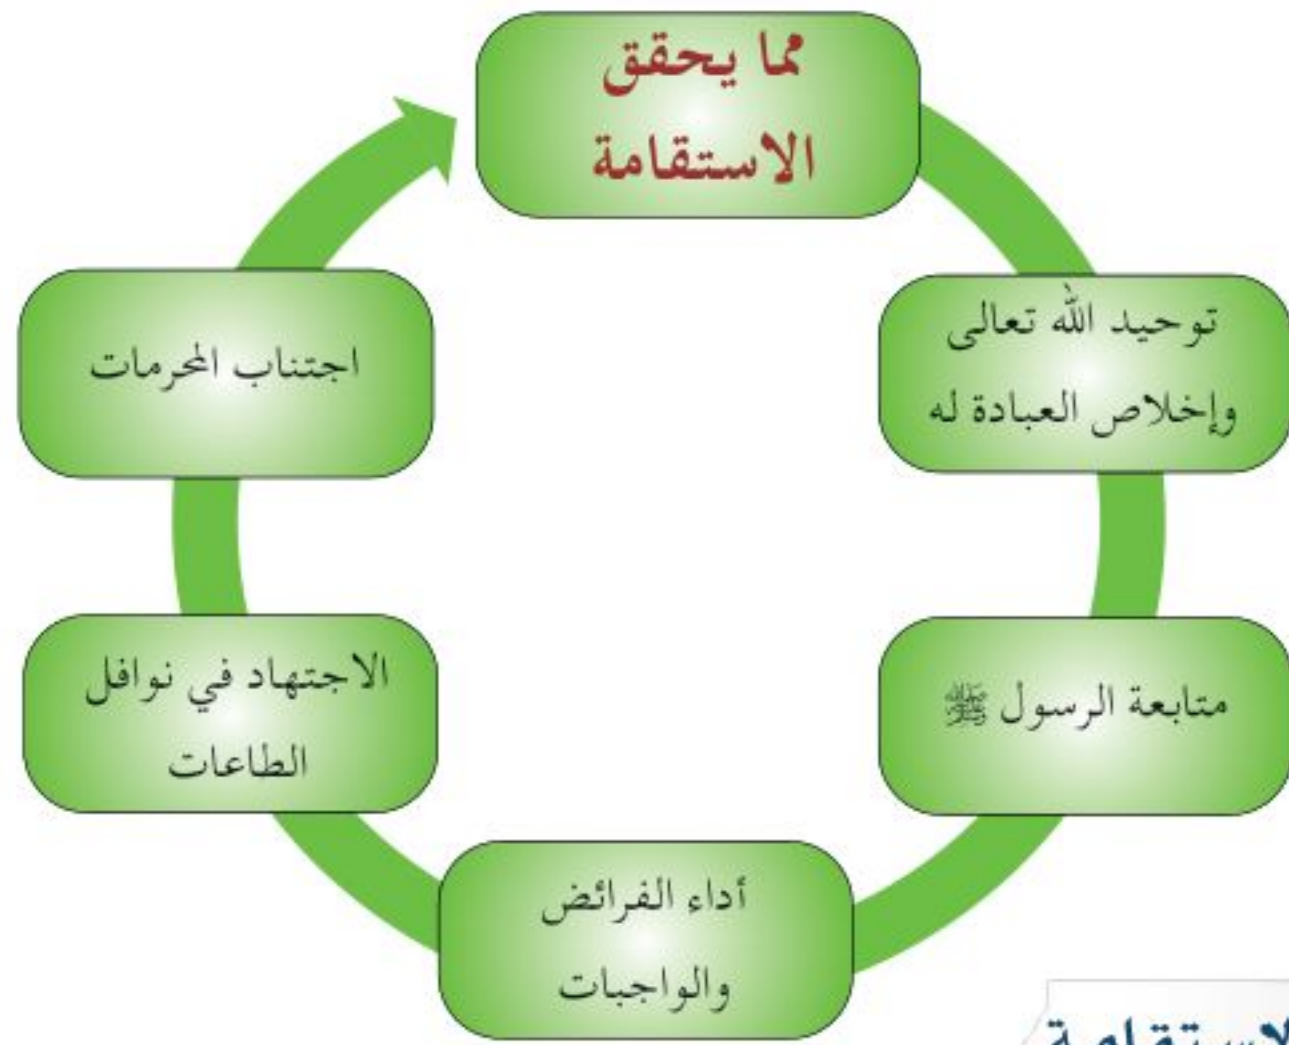 مما يحقق
الاستقامة
توحيد الله تعالى
وإخلاص العبادة له
متابعة الرسول ﷺ
أداء الفرائض
والواجبات
الاجتهاد في نوافل
الطاعات
اجتناب المحرمات